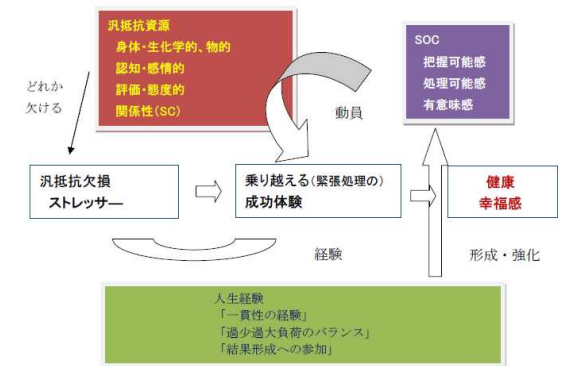 汎抵抗資源
身体・生化学的、物的
認知・感情的
評価・態度的
関係性(SC)
SOC
把握可能感
処理可能感
有意味感
どれか
欠ける
動員
汎抵抗欠損
ストレッサー
乗り越える(緊張処理の)
成功体験
健康
幸福感
経験
形成・強化
人生経験
「一貫性の経験」
「過少過大負荷のバランス」
「結果形成への参加」